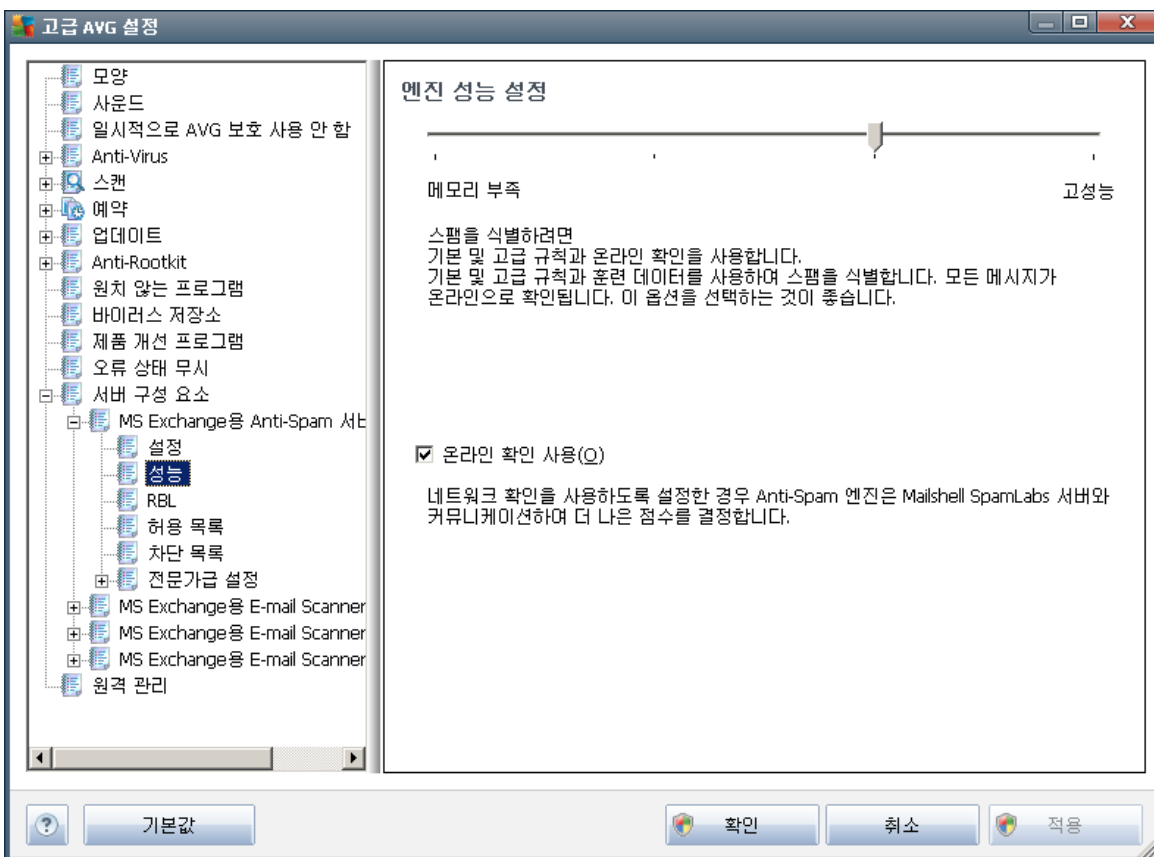 고급 AVG 설정
모양
사운드
일시적으로 AVG 보호 사용 안 함
Anti-Virus
스캔
예약
업데이트
Anti-Rootkit
원치 않는 프로그램
바이러스 저장소
제품 개선 프로그램
오류 상태 무시
서버 구성 요소
MS Exchange용 Anti-Spam 서버
설정
성능
RBL
허용 목록
차단 목록
전문가급 설정
MS Exchange용 E-mail Scanner
MS Exchange용 E-mail Scanner
MS Exchange용 E-mail Scanner
원격 관리
엔진 성능 설정
메모리 부족 고성능
스팸을 식별하려면
기본 및 고급 규칙과 온라인 확인을 사용합니다.
기본 및 고급 규칙과 훈련 데이터를 사용하여 스팸을 식별합니다. 모든 메시지가
온라인으로 확인됩니다. 이 옵션을 선택하는 것이 좋습니다.
온라인 확인 사용(O)
네트워크 확인을 사용하도록 설정한 경우 Anti-Spam 엔진은 Mailshell SpamLabs 서버와
커뮤니케이션하여 더 나은 점수를 결정합니다.
기본값
확인
취소
적용